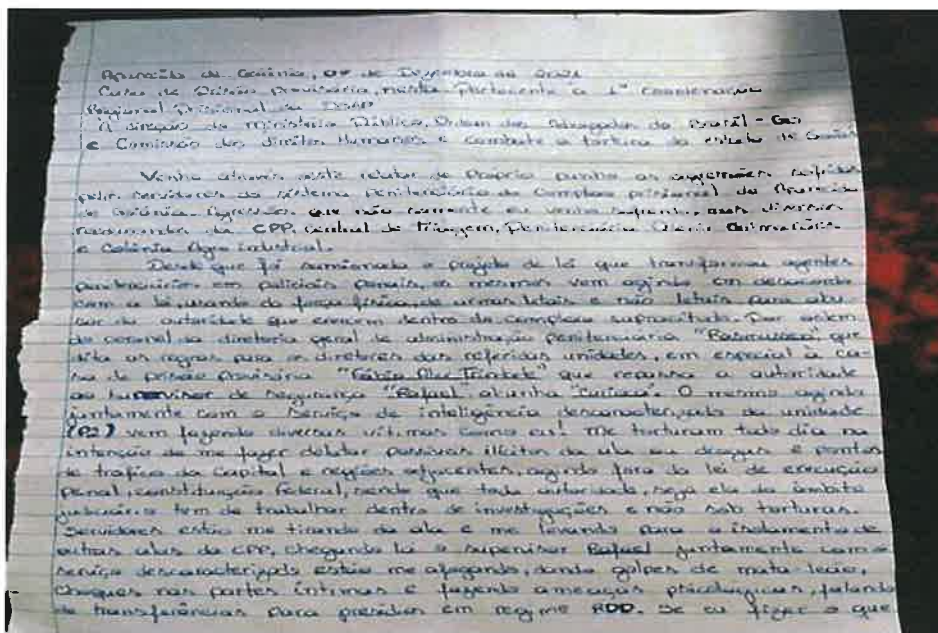 Aparecida de Goiânia, 07 de Dezembro de 2021
Casa de Prisão Provisória, nesta Pertencente a 1ª Coordenação
Regional Prisional da DGAP
A direção do ministério Público, Ordem dos Advogados do Brasil - Goi
e Comissão dos direitos Humanos e combate a tortura do estado de Goiás
Venho através deste relatar de Próprio punho as agressões sofridas
pelos servidores do sistema Penitenciário do Complexo prisional de Aparecida
de Goiânia. Agressões que não somente eu venho sofrendo, mas diversos
reeducandos da CPP, Central de Triagem, Penitenciária Odenir Guimarães
e Colônia Agro industrial.
Desde que foi sancionado o projeto de lei que transformou agentes
penitenciários em policiais penais, os mesmos vem agindo em desacordo
com a lei, usando da força física, de armas letais e não letais para abu
sar da autoridade que exercem dentro do complexo supracitado. Por ordem
do coronel da diretoria geral de administração penitenciária que
dita as regras para os diretores das referidas unidades, em especial a ca-
sa de prisão provisória que repassa a autoridade
ao supervisor de segurança "Rafael" alcunha O mesmo agindo
juntamente com o serviço de inteligência descaracterizado da unidade
(P2) vem fazendo diversas vítimas como eu! Me torturam todo dia na
intenção de me fazer delatar possíveis ilícitos da ala ou drogas e pontos
de trafico da Capital e regiões adjacentes, agindo fora da lei de execução
penal, constituição Federal, sendo que toda autoridade, seja ela do âmbito
judiciário tem de trabalhar dentro de investigações e não sob torturas.
Servidores estão me tirando da ala e me levando para o isolamento de
outras alas da CPP, chegando lá o supervisor Rafael juntamente com o
serviço descaracterizado estão me afogando, dando golpes de mata-leão,
choques nas partes íntimas e fazendo ameaças psicológicas, falando
de transferências para presídios em regime RDD. Se eu fizer o que